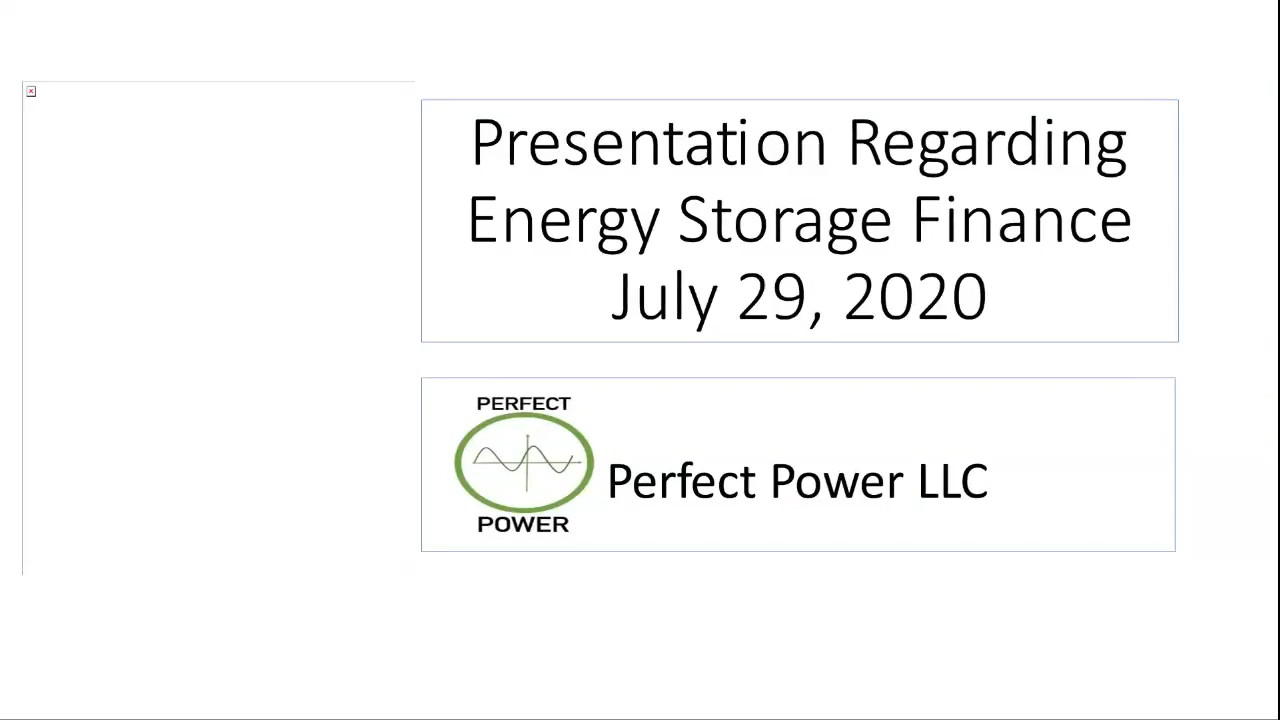 Presentation Regarding
Energy Storage Finance
July 29, 2020
PERFECT
POWER
Perfect Power LLC